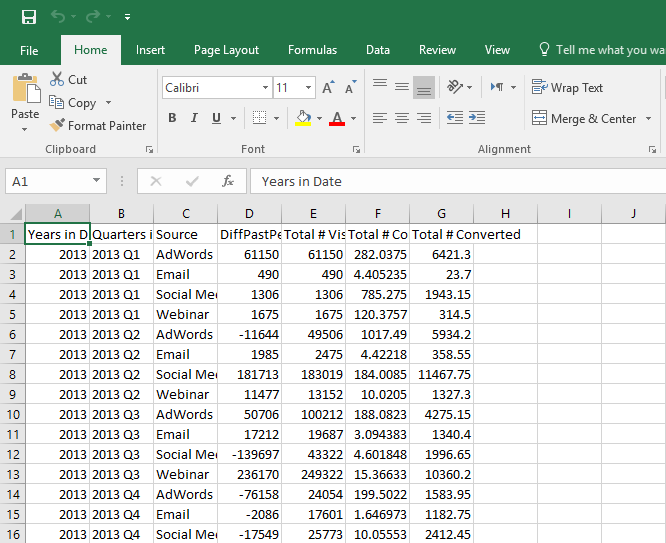 File Home Insert Page Layout Formulas Data Review View Tell me what you wa
Cut
Copy
Format Painter
Paste
Calibri 11
B I U A
Wrap Text
Merge & Center
Clipboard Font Alignment
A1 fx Years in Date
A B C D E F G H I J
1 Years in D Quarters i Source DiffPastPe Total # Vis Total # Co Total # Converted
2 2013 2013 Q1 AdWords 61150 61150 282.0375 6421.3
3 2013 2013 Q1 Email 490 490 4.405235 23.7
4 2013 2013 Q1 Social Med 1306 1306 785.275 1943.15
5 2013 2013 Q1 Webinar 1675 1675 120.3757 314.5
6 2013 2013 Q2 AdWords -11644 49506 1017.49 5934.2
7 2013 2013 Q2 Email 1985 2475 4.42218 358.55
8 2013 2013 Q2 Social Med 181713 183019 184.0085 11467.75
9 2013 2013 Q2 Webinar 11477 13152 10.0205 1327.3
10 2013 2013 Q3 AdWords 50706 100212 188.0823 4275.15
11 2013 2013 Q3 Email 17212 19687 3.094383 1340.4
12 2013 2013 Q3 Social Med -139697 43322 4.601848 1996.65
13 2013 2013 Q3 Webinar 236170 249322 15.36633 10360.2
14 2013 2013 Q4 AdWords -76158 24054 199.5022 1583.95
15 2013 2013 Q4 Email -2086 17601 1.646973 1182.75
16 2013 2013 Q4 Social Med -17549 25773 10.05553 2412.45